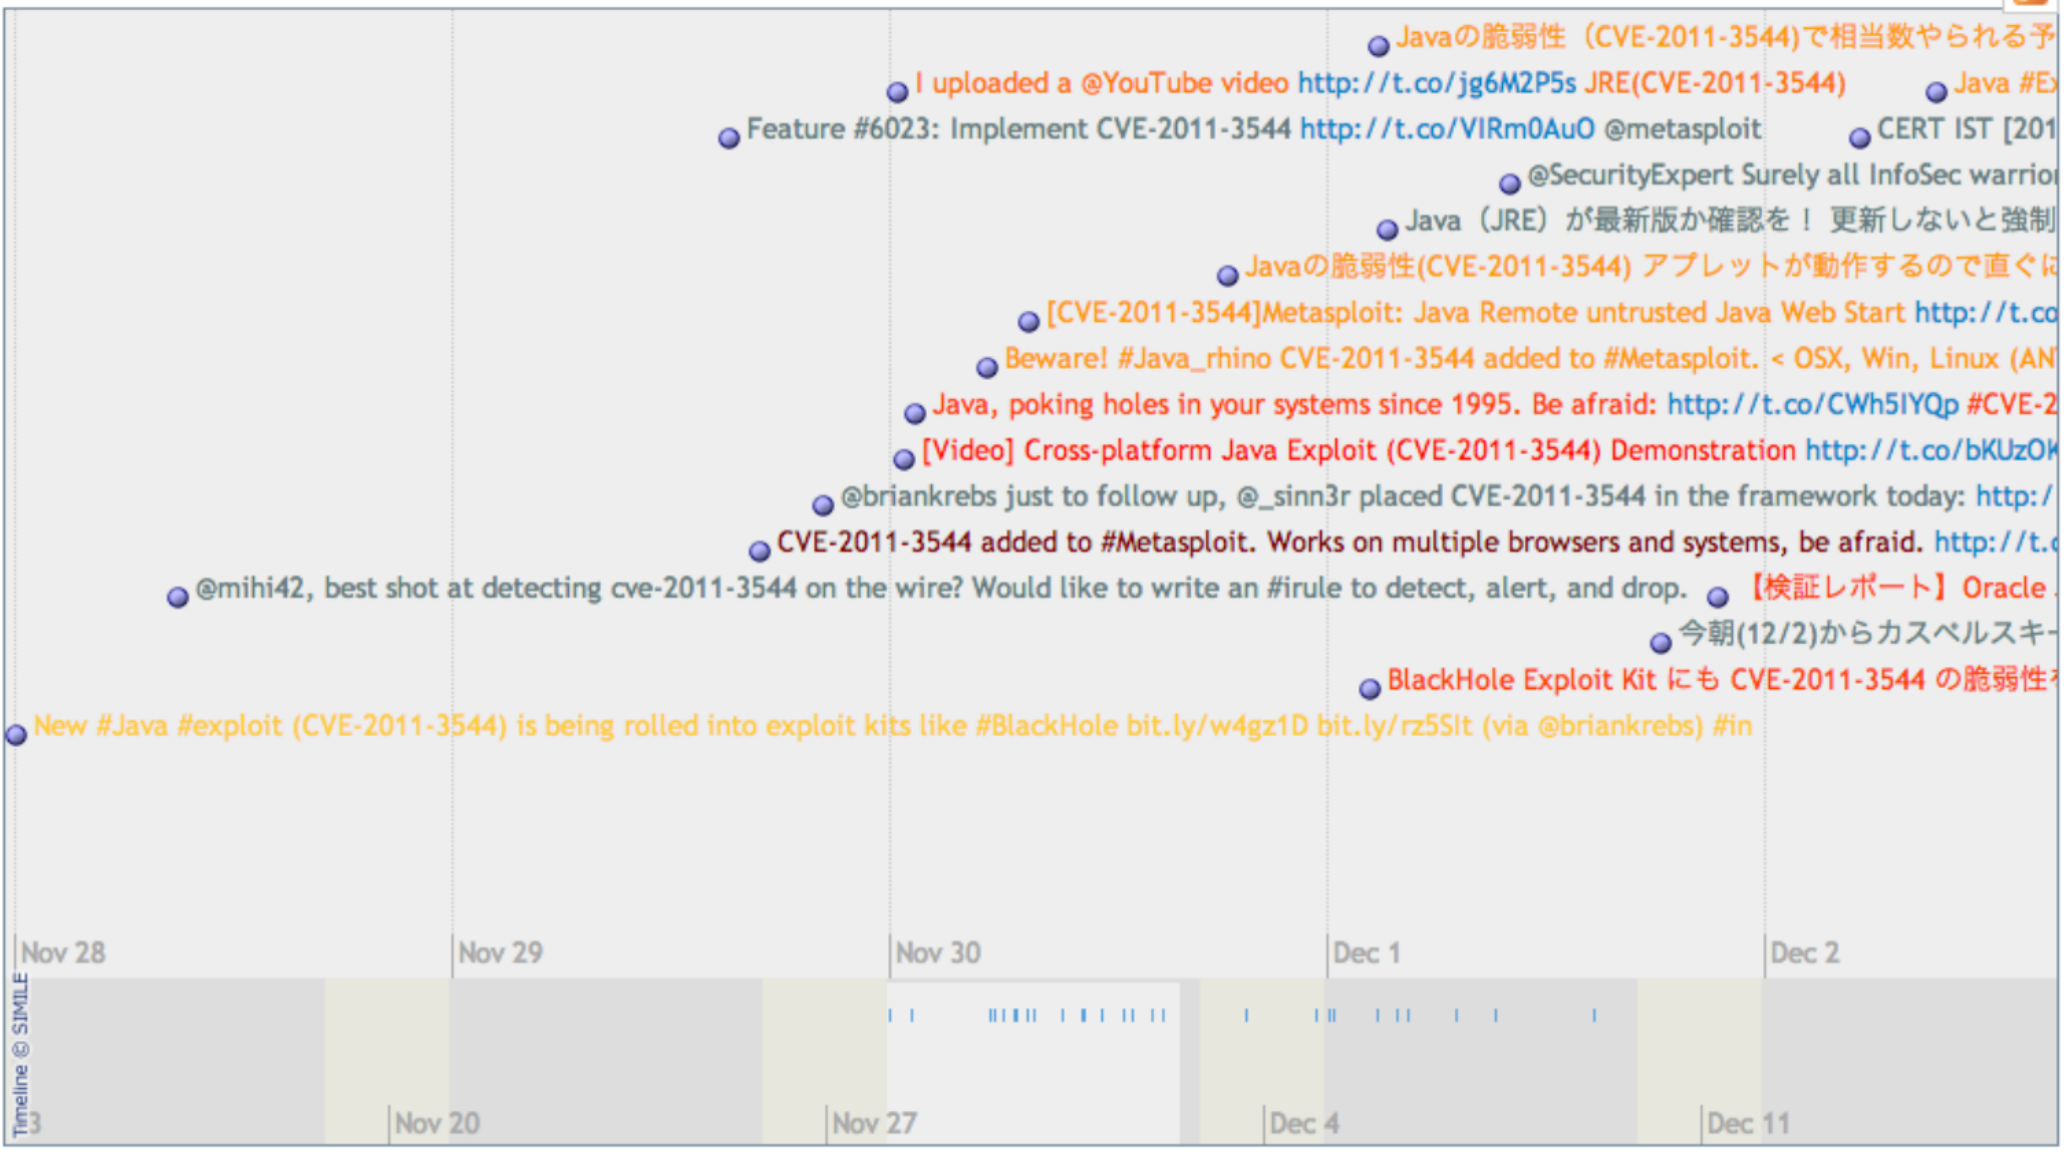 Javaの脆弱性（CVE-2011-3544)で相当数やられる予
I uploaded a @YouTube video http://t.co/jg6M2P5s JRE(CVE-2011-3544) Java #Ex
Feature #6023: Implement CVE-2011-3544 http://t.co/VIRm0AuO @metasploit CERT IST [201
@SecurityExpert Surely all InfoSec warrior
Java（JRE）が最新版か確認を！ 更新しないと強制
Javaの脆弱性(CVE-2011-3544) アプレットが動作するので直ぐに
[CVE-2011-3544]Metasploit: Java Remote untrusted Java Web Start http://t.co
Beware! #Java_rhino CVE-2011-3544 added to #Metasploit. < OSX, Win, Linux (AN
Java, poking holes in your systems since 1995. Be afraid: http://t.co/CWh5IYQp #CVE-2
[Video] Cross-platform Java Exploit (CVE-2011-3544) Demonstration http://t.co/bKUzOK
@briankrebs just to follow up, @_sinn3r placed CVE-2011-3544 in the framework today: http:/
CVE-2011-3544 added to #Metasploit. Works on multiple browsers and systems, be afraid. http://t.c
@mihi42, best shot at detecting cve-2011-3544 on the wire? Would like to write an #irule to detect, alert, and drop. 【検証レポート】Oracle
今朝(12/2)からカスペルスキー
BlackHole Exploit Kit にも CVE-2011-3544 の脆弱性
New #Java #exploit (CVE-2011-3544) is being rolled into exploit kits like #BlackHole bit.ly/w4gz1D bit.ly/rz5SIt (via @briankrebs) #in
Nov 28 Nov 29 Nov 30 Dec 1 Dec 2
Timeline © SIMILE
3 Nov 20 Nov 27 Dec 4 Dec 11